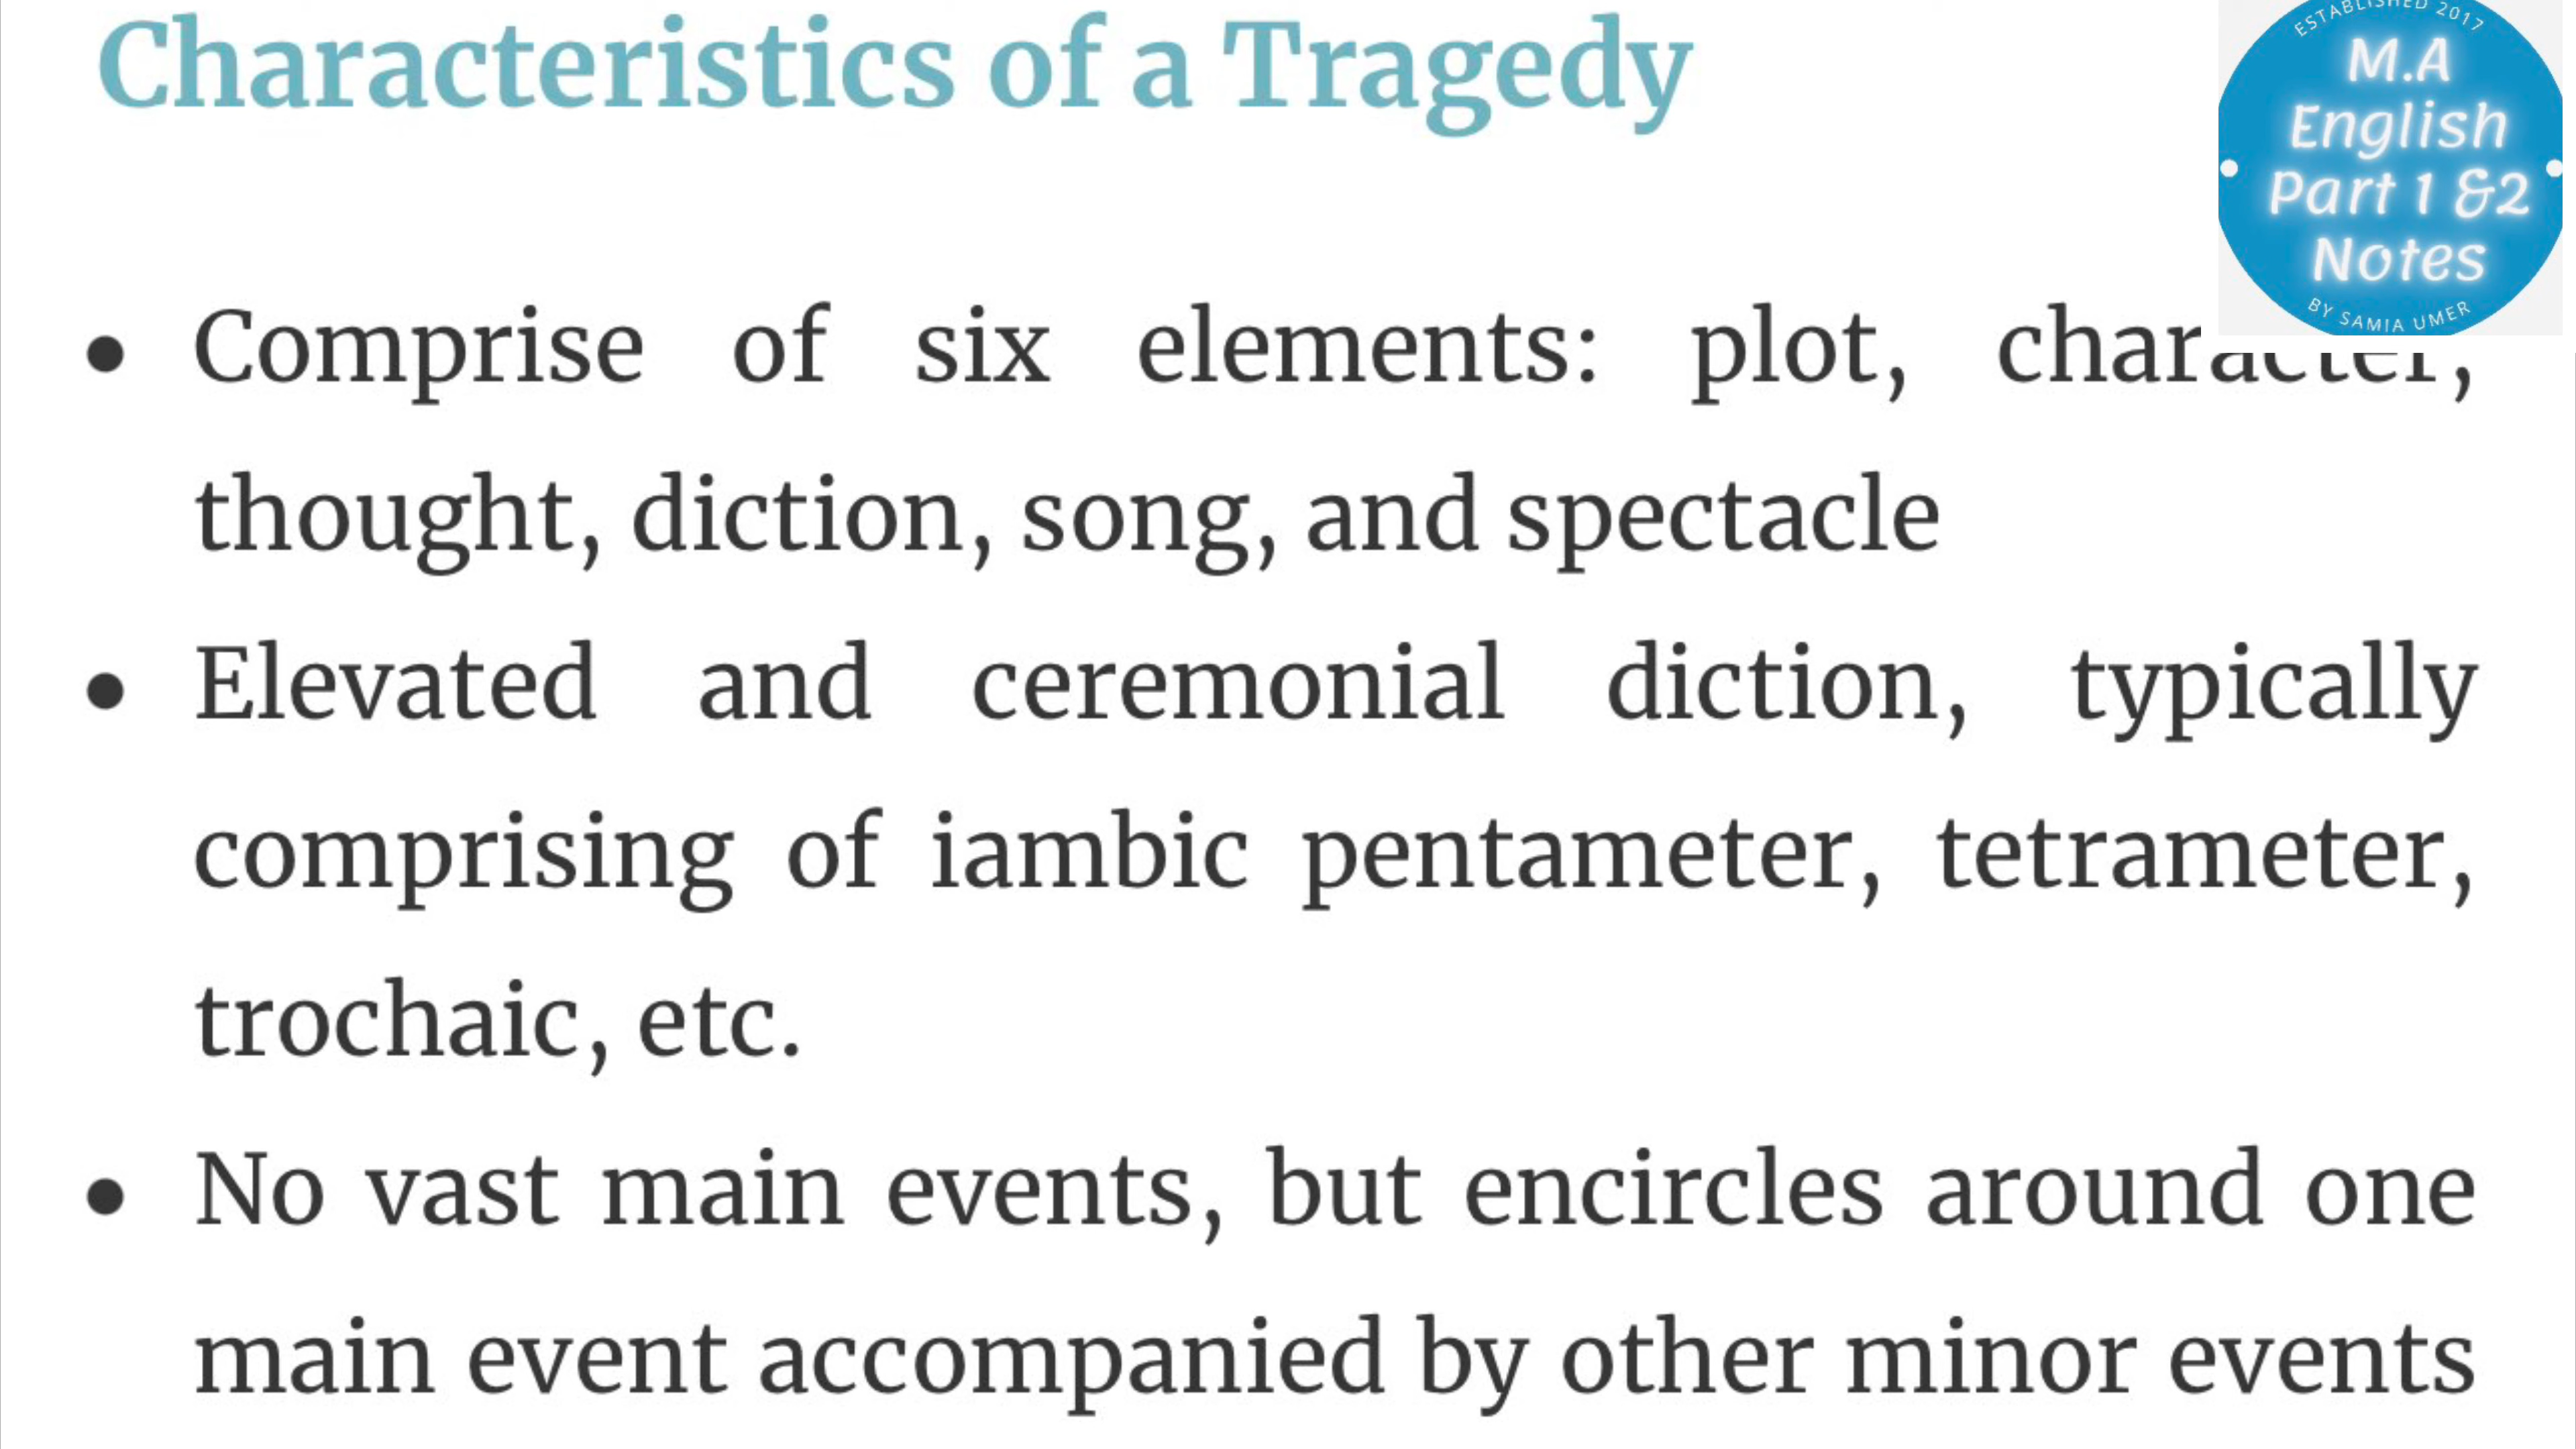 Characteristics of a Tragedy
ESTABLISHED 2017
M.A
English
Part 1 &2
Notes
BY SAMIA UMER
• Comprise of six elements: plot, character,
thought, diction, song, and spectacle
• Elevated and ceremonial diction, typically
comprising of iambic pentameter, tetrameter,
trochaic, etc.
• No vast main events, but encircles around one
main event accompanied by other minor events